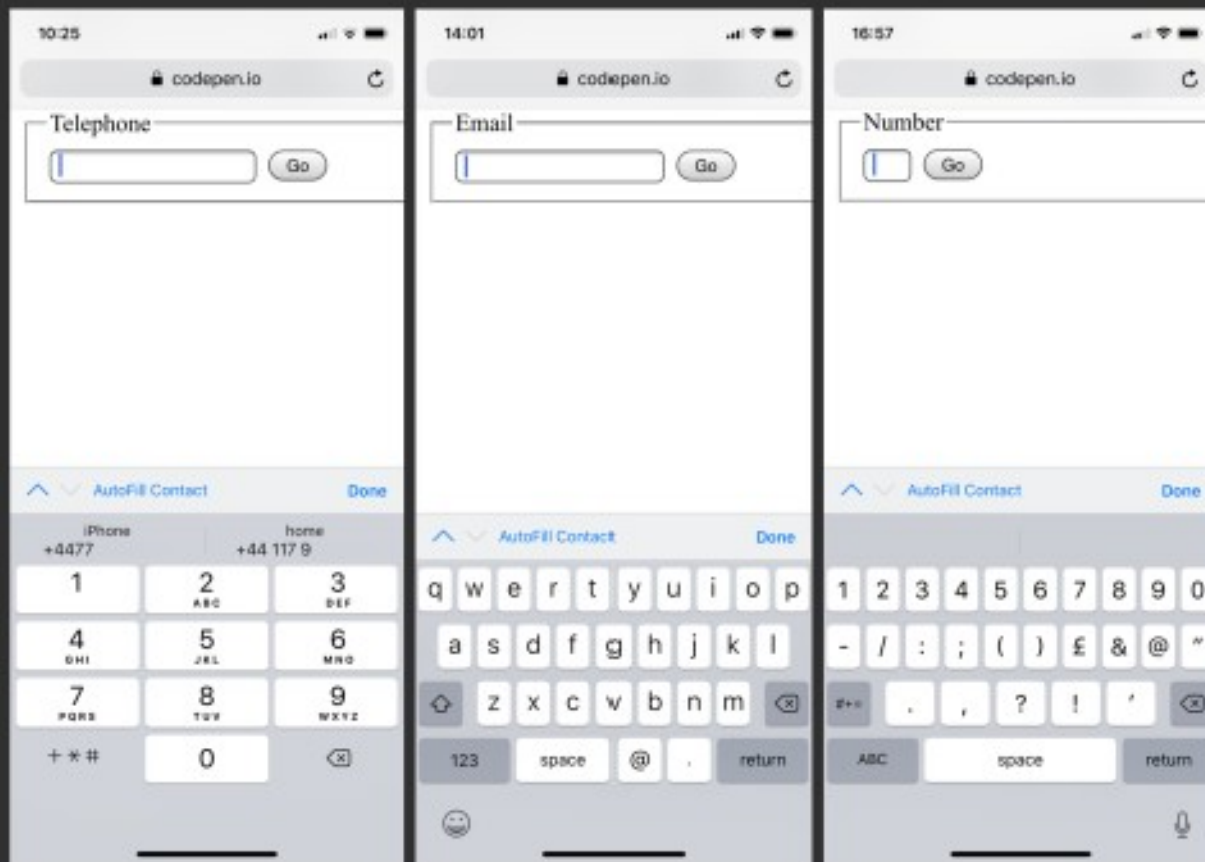 10:25
codepen.io
Telephone
Go
AutoFill Contact
Done
iPhone
+4477
home
+44 117 9
1
2
ABC
3
DEF
4
GHI
5
JKL
6
MNO
7
PQRS
8
TUV
9
WXYZ
+ * #
0
14:01
codepen.io
Email
Go
AutoFill Contact
Done
q w e r t y u i o p
a s d f g h j k l
z x c v b n m
123 space @ . return
16:57
codepen.io
Number
Go
AutoFill Contact
Done
1 2 3 4 5 6 7 8 9 0
- / : ; ( ) £ & @ "
#+= . , ? ! '
ABC space return